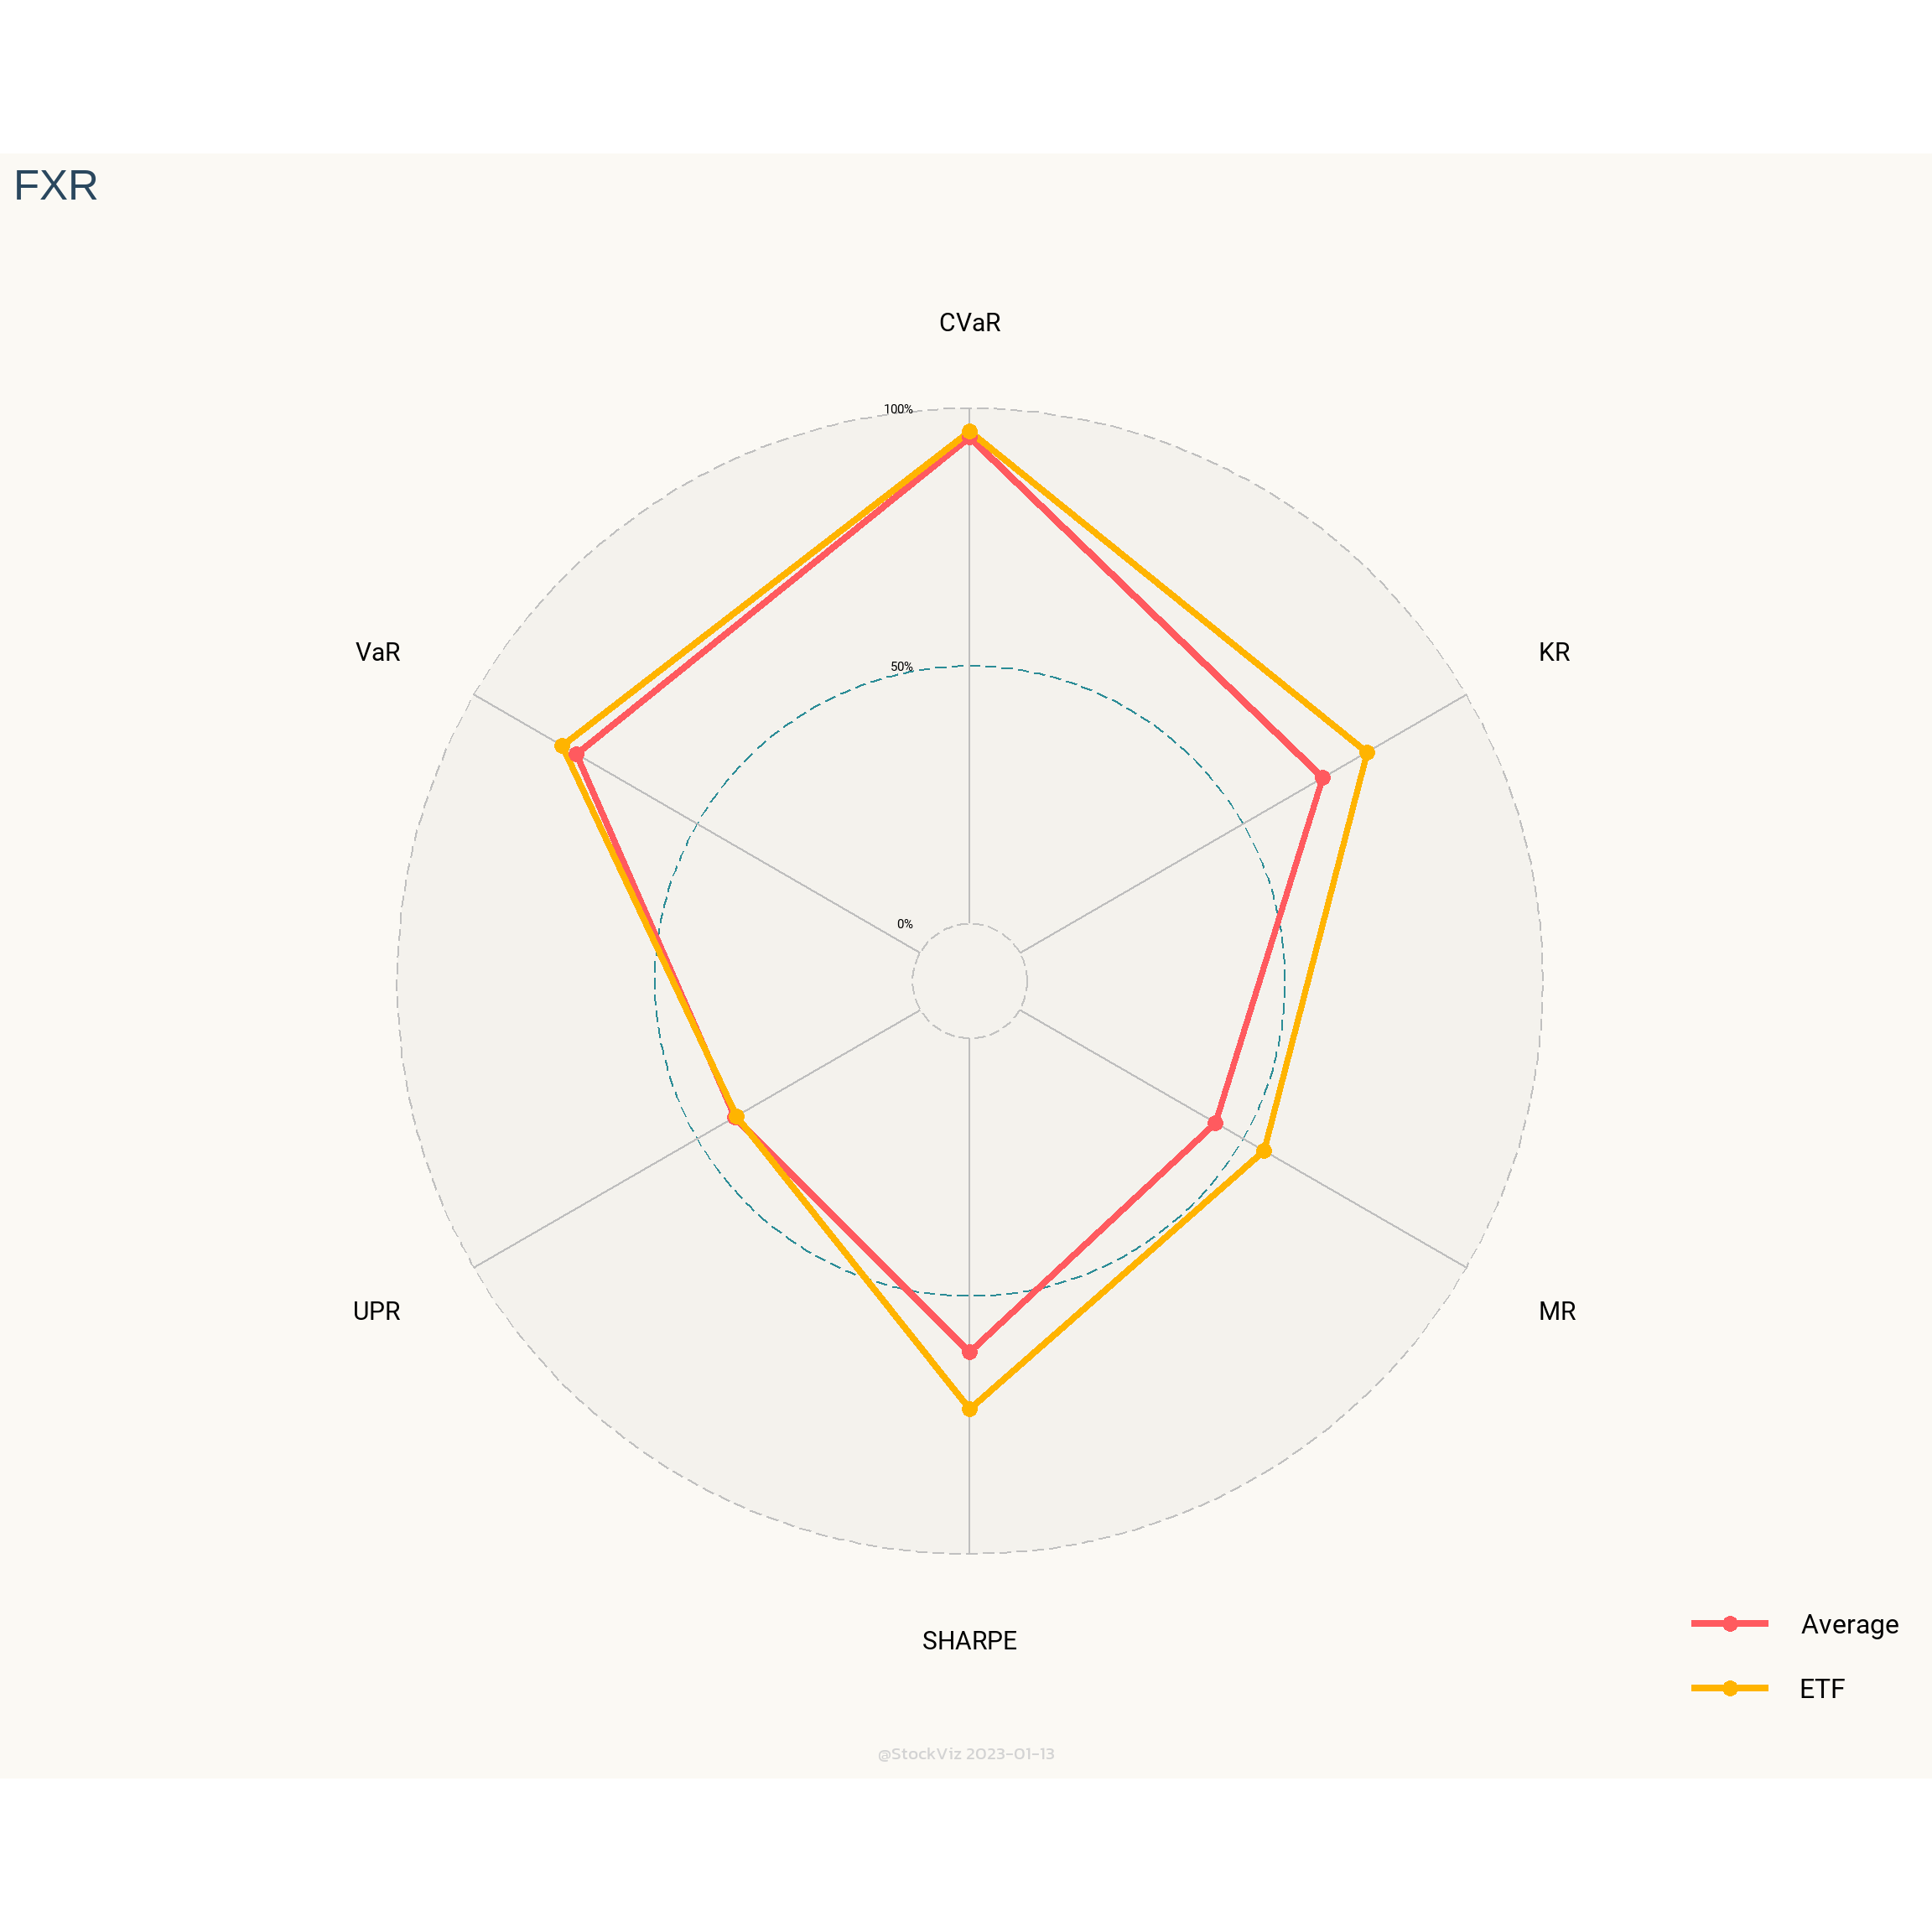 FXR
CVaR
100%
VaR
KR
50%
0%
UPR
MR
SHARPE
Average
ETF
@StockViz 2023-01-13